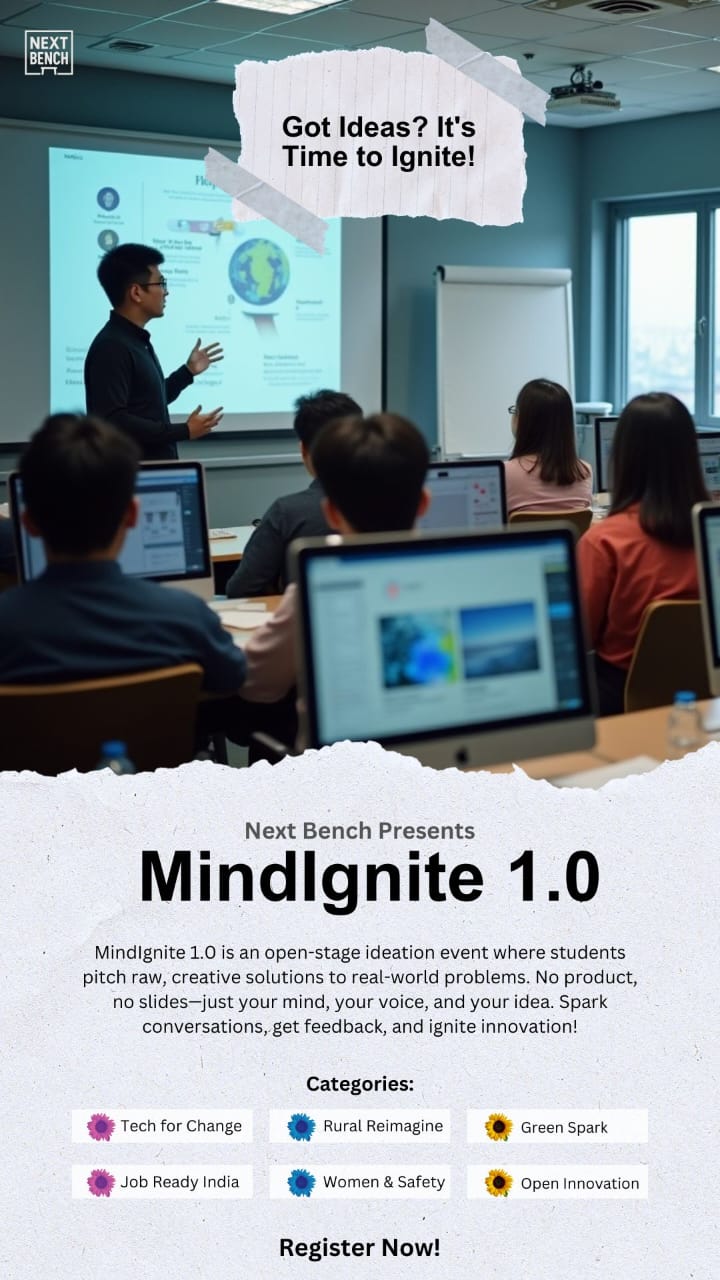 NEXT
BENCH
Got Ideas? It's
Time to Ignite!
Next Bench Presents
MindIgnite 1.0
MindIgnite 1.0 is an open-stage ideation event where students
pitch raw, creative solutions to real-world problems. No product,
no slides—just your mind, your voice, and your idea. Spark
conversations, get feedback, and ignite innovation!
Categories:
Tech for Change
Rural Reimagine
Green Spark
Job Ready India
Women & Safety
Open Innovation
Register Now!